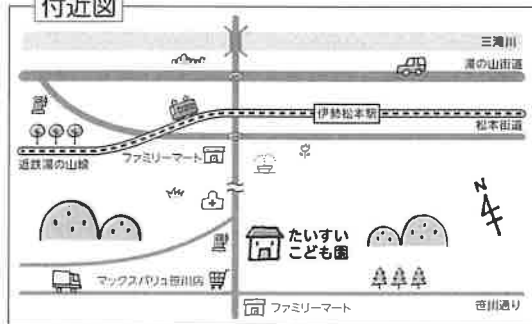 付近図
三滝川
湯の山街道
伊勢松本駅
松本街道
近鉄湯の山線
ファミリーマート
N
たいすい
こども園
マックスバリュ笹川店
ファミリーマート
笹川通り